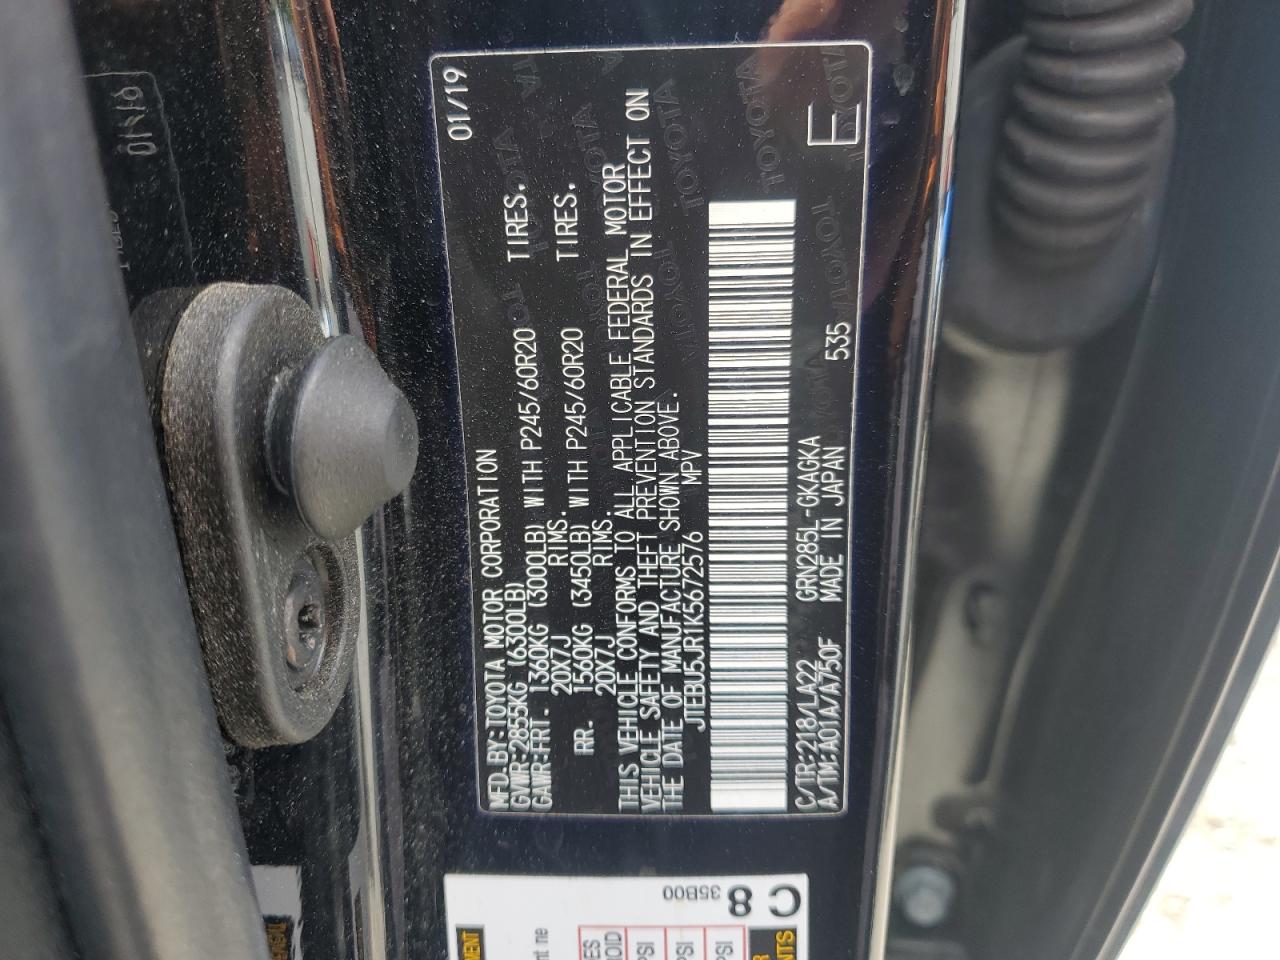 MFD. BY: TOYOTA MOTOR CORPORATION 01/19
GVWR: 2855KG (6300LB)
GAWR: FRT. 1360KG (3000LB) WITH P245/60R20 TIRES.
20X7J RIMS.
RR. 1560KG (3450LB) WITH P245/60R20 TIRES.
20X7J RIMS.
THIS VEHICLE CONFORMS TO ALL APPLICABLE FEDERAL MOTOR
VEHICLE SAFETY AND THEFT PREVENTION STANDARDS IN EFFECT ON
THE DATE OF MANUFACTURE SHOWN ABOVE.
JTEBU5JR1K5672576 MPV
C/TR: 218/LA22 GRN285L-GKAGKA
A/TM: A01A/A750F MADE IN JAPAN 535
E
C 8
35B00
PSI
PSI
PSI